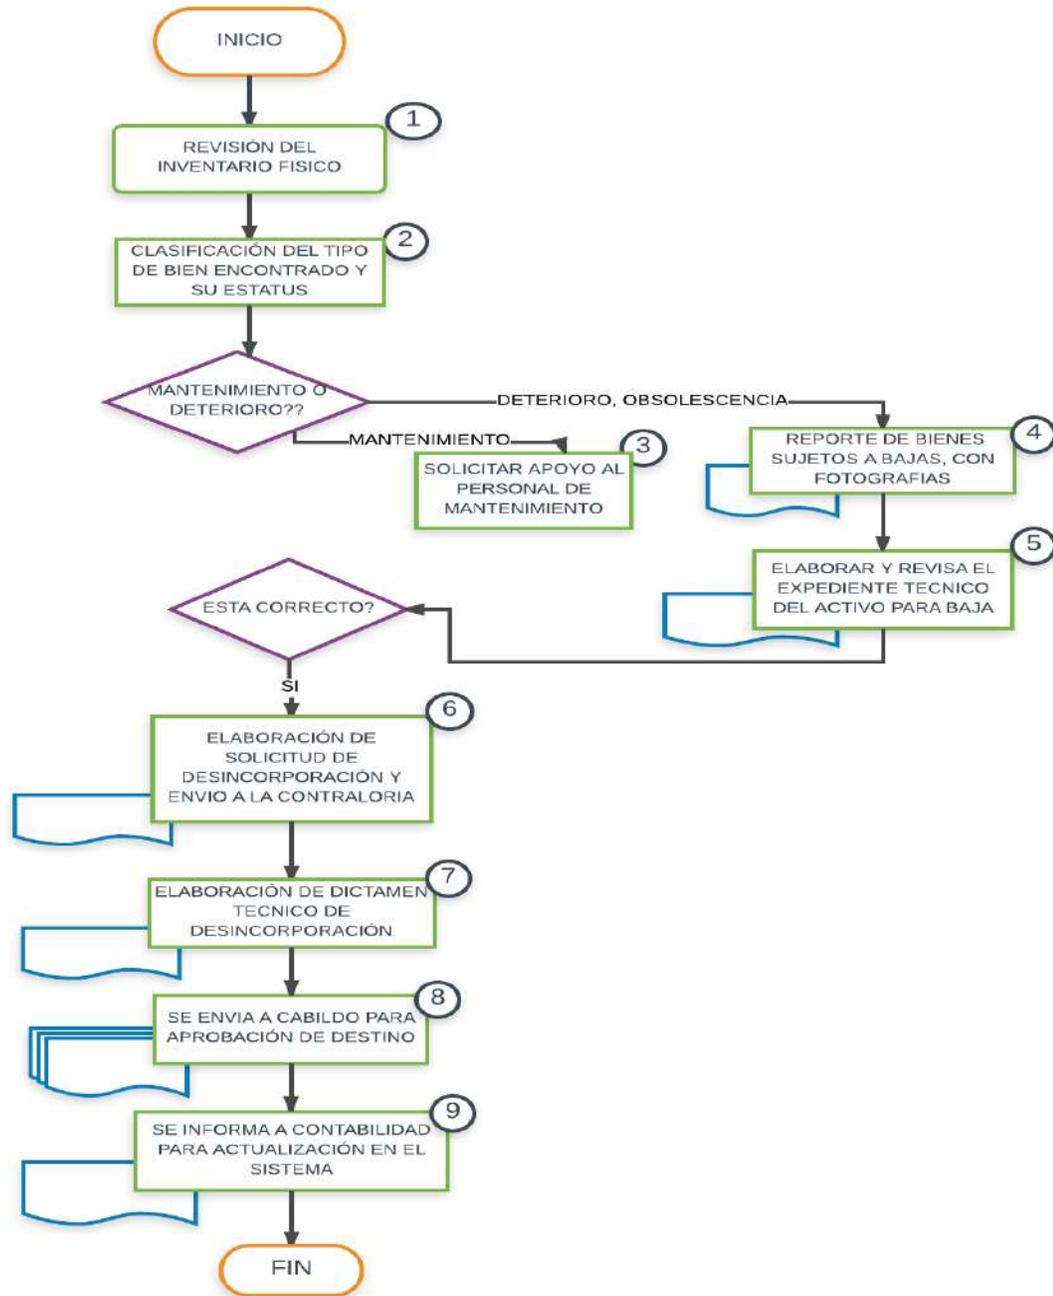 INICIO
1
REVISIÓN DEL
INVENTARIO FISICO
2
CLASIFICACIÓN DEL TIPO
DE BIEN ENCONTRADO Y
SU ESTATUS
MANTENIMIENTO O
DETERIORO??
DETERIORO, OBSOLESCENCIA
MANTENIMIENTO
3
SOLICITAR APOYO AL
PERSONAL DE
MANTENIMIENTO
4
REPORTE DE BIENES
SUJETOS A BAJAS, CON
FOTOGRAFIAS
5
ELABORAR Y REVISA EL
EXPEDIENTE TECNICO
DEL ACTIVO PARA BAJA
ESTA CORRECTO?
SI
6
ELABORACIÓN DE
SOLICITUD DE
DESINCORPORACIÓN Y
ENVIO A LA CONTRALORIA
7
ELABORACIÓN DE DICTAMEN
TECNICO DE
DESINCORPORACIÓN
8
SE ENVIA A CABILDO PARA
APROBACIÓN DE DESTINO
9
SE INFORMA A CONTABILIDAD
PARA ACTUALIZACIÓN EN EL
SISTEMA
FIN